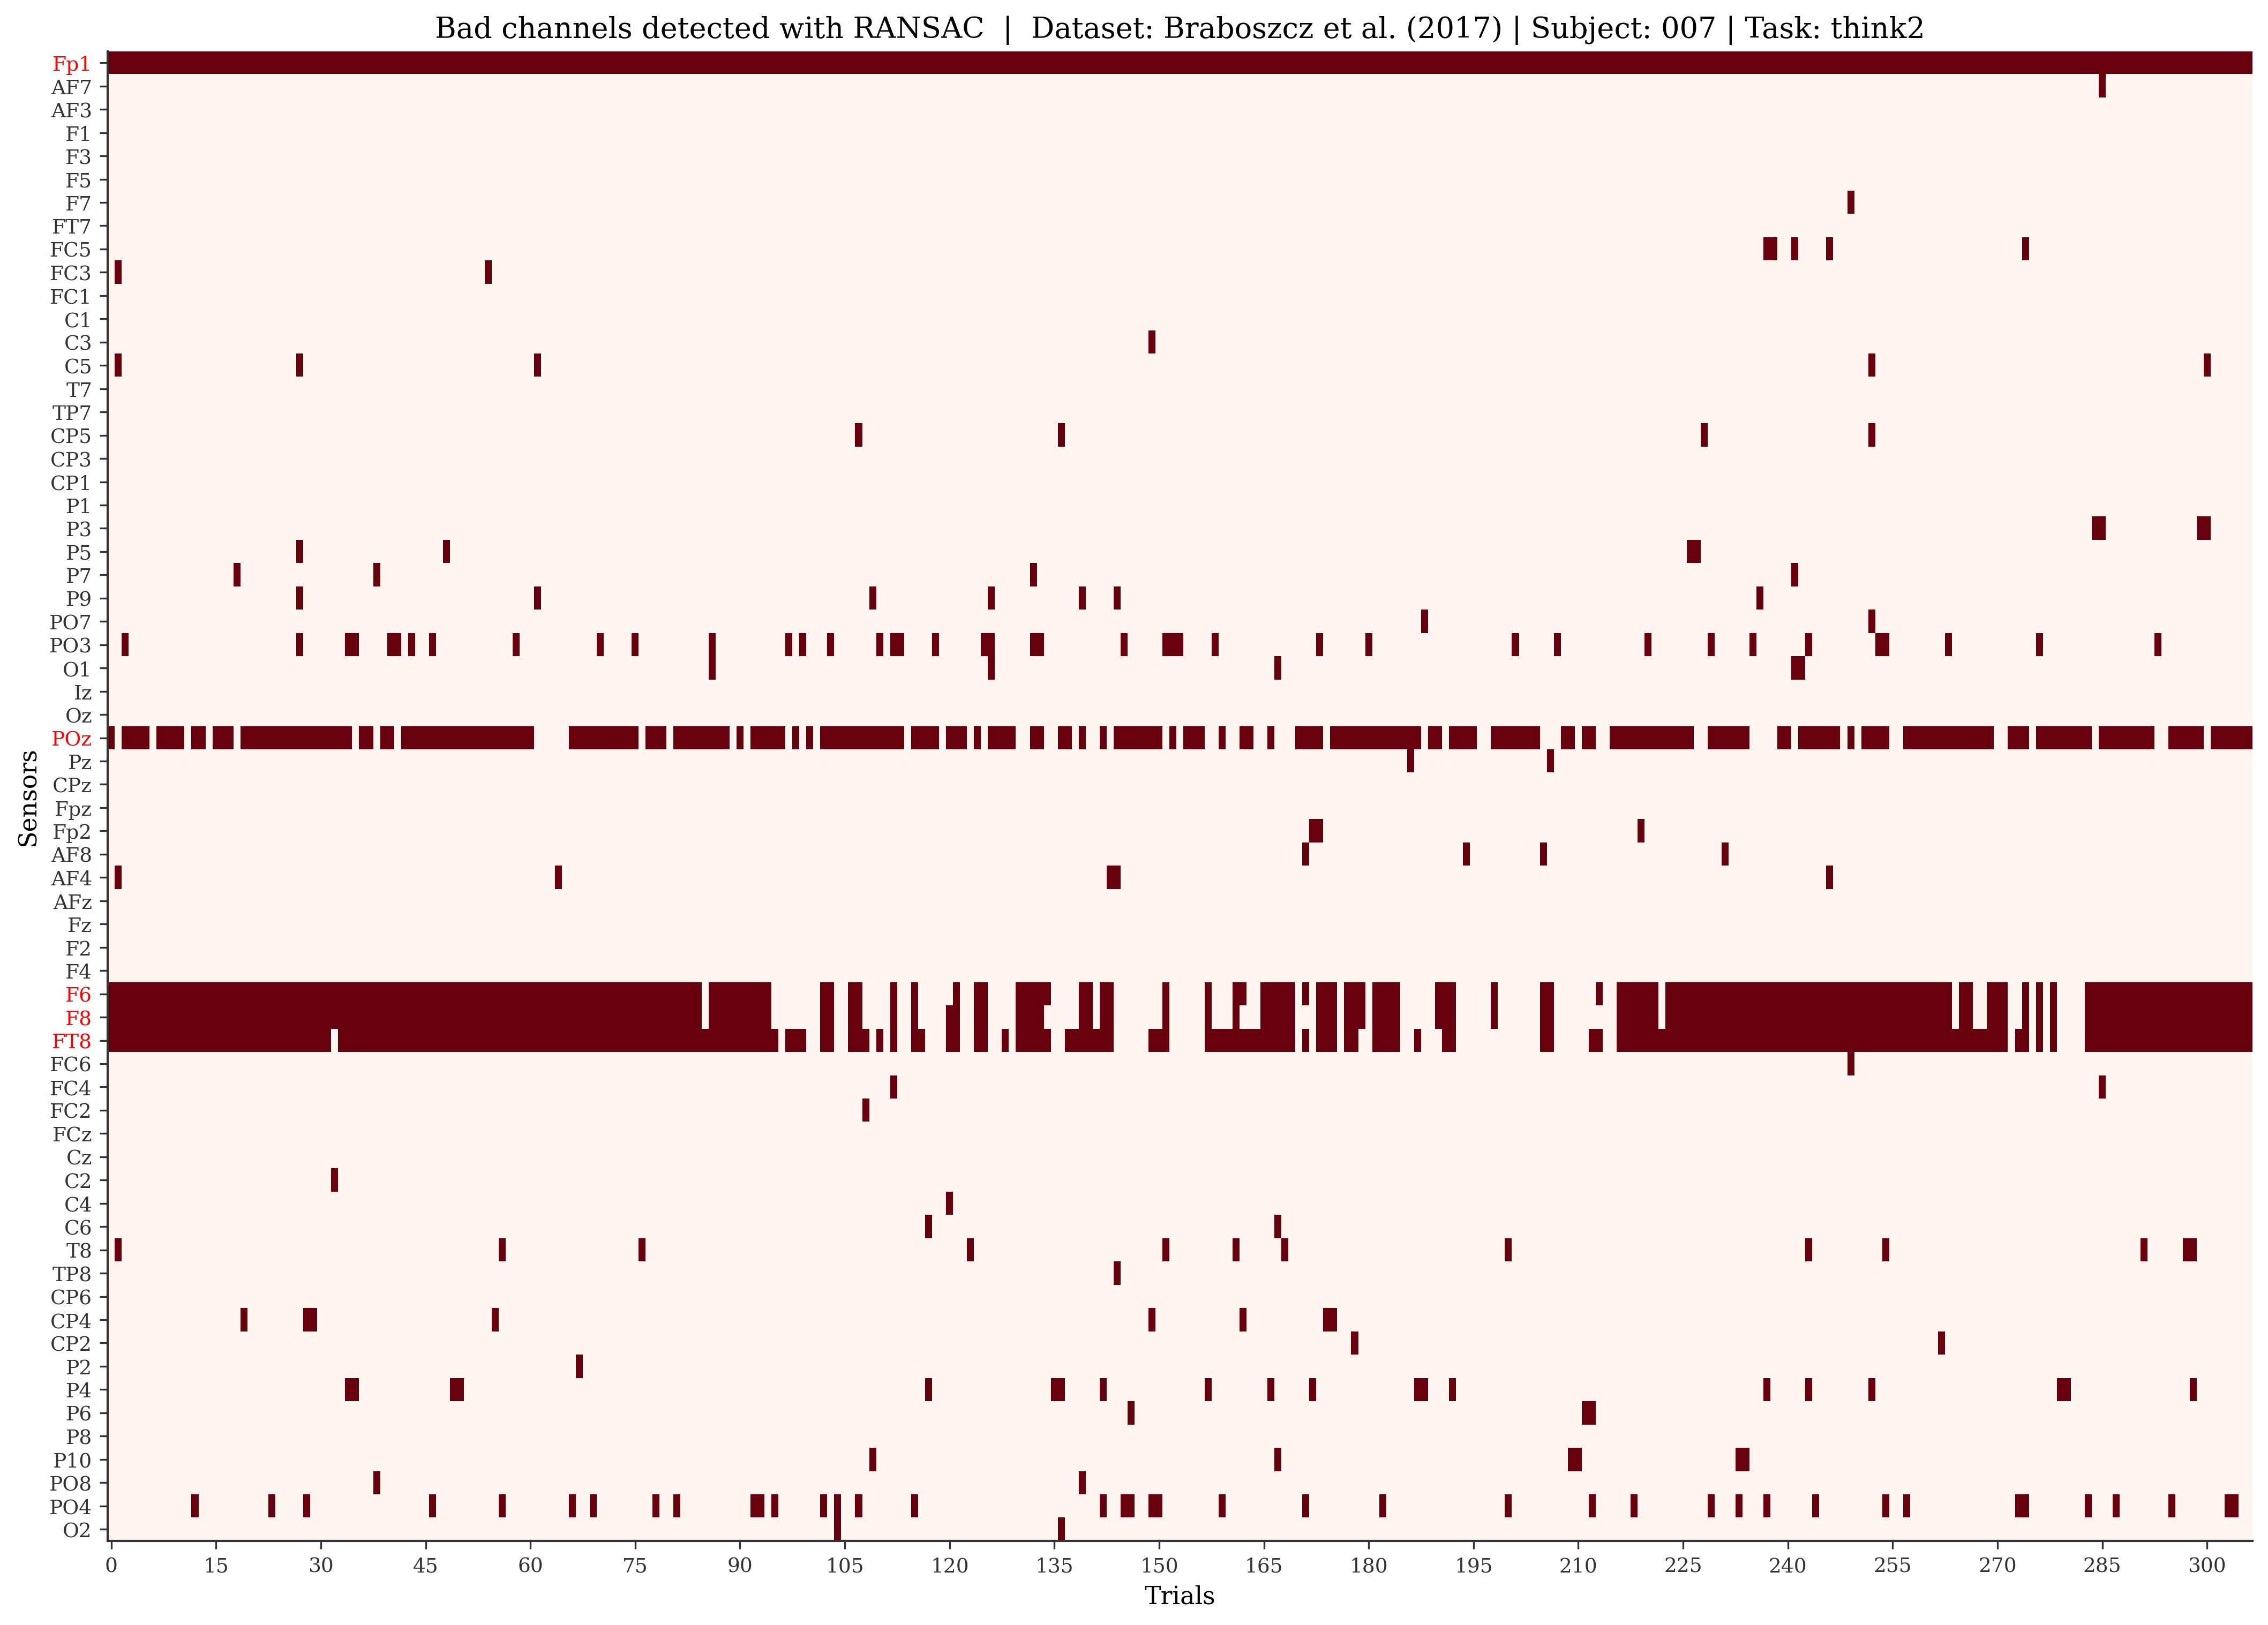 Bad channels detected with RANSAC | Dataset: Braboszcz et al. (2017) | Subject: 007 | Task: think2
Sensors
Fp1
AF7
AF3
F1
F3
F5
F7
FT7
FC5
FC3
FC1
C1
C3
C5
T7
TP7
CP5
CP3
CP1
P1
P3
P5
P7
P9
PO7
PO3
O1
Iz
Oz
POz
Pz
CPz
Fpz
Fp2
AF8
AF4
AFz
Fz
F2
F4
F6
F8
FT8
FC6
FC4
FC2
FCz
Cz
C2
C4
C6
T8
TP8
CP6
CP4
CP2
P2
P4
P6
P8
P10
PO8
PO4
O2
0 15 30 45 60 75 90 105 120 135 150 165 180 195 210 225 240 255 270 285 300
Trials